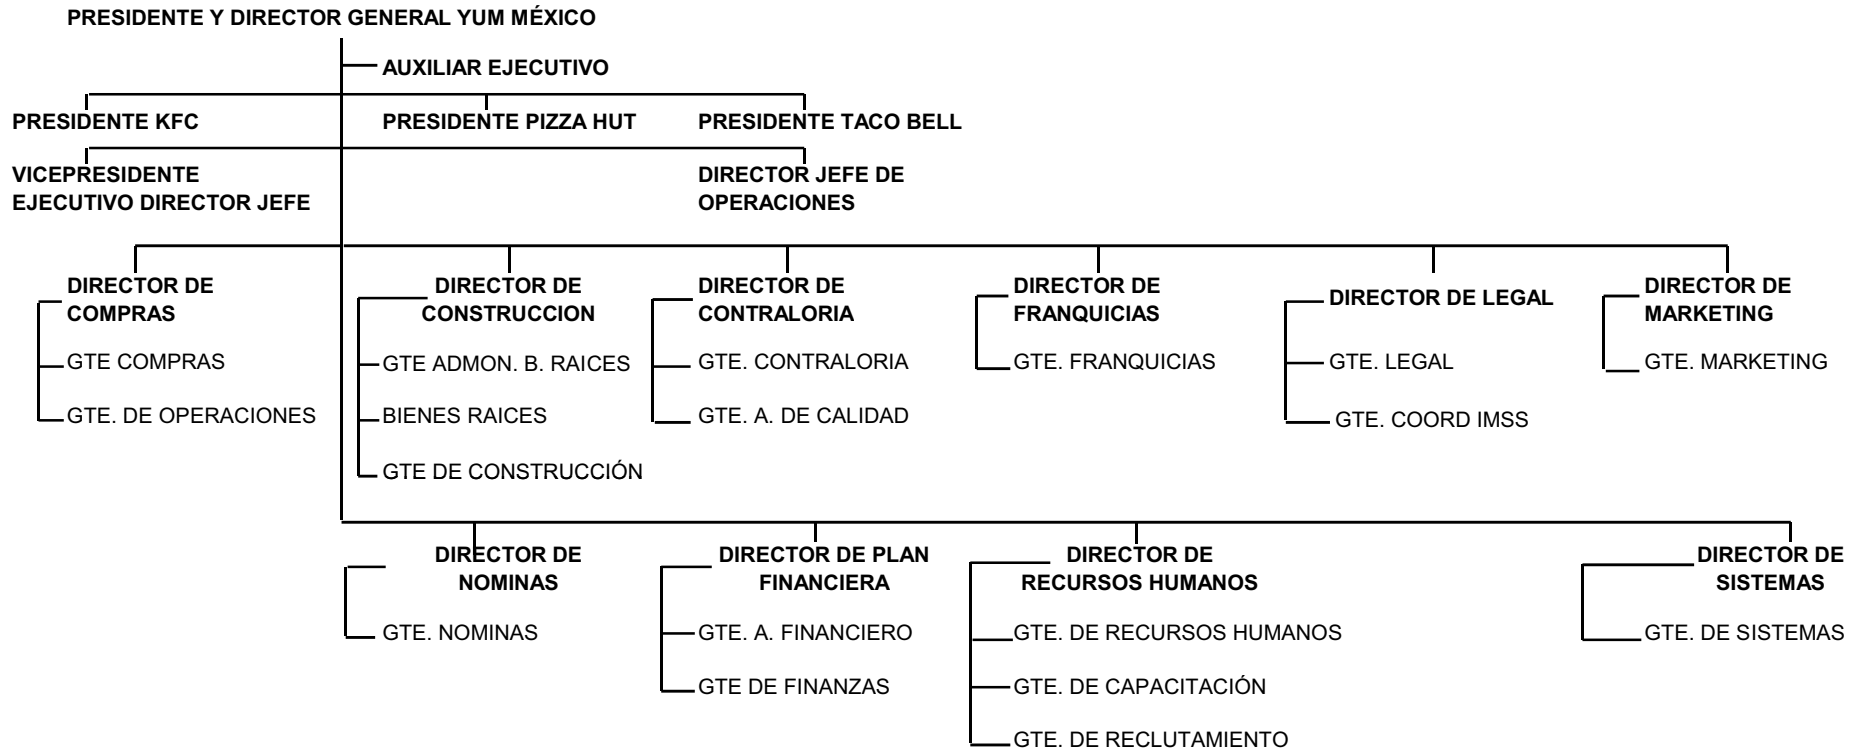 PRESIDENTE Y DIRECTOR GENERAL YUM MÉXICO
AUXILIAR EJECUTIVO
PRESIDENTE KFC
PRESIDENTE PIZZA HUT
PRESIDENTE TACO BELL
VICEPRESIDENTE
EJECUTIVO DIRECTOR JEFE
DIRECTOR JEFE DE
OPERACIONES
DIRECTOR DE
COMPRAS
GTE COMPRAS
GTE. DE OPERACIONES
DIRECTOR DE
CONSTRUCCION
GTE ADMON. B. RAICES
BIENES RAICES
GTE DE CONSTRUCCIÓN
DIRECTOR DE
CONTRALORIA
GTE. CONTRALORIA
GTE. A. DE CALIDAD
DIRECTOR DE
FRANQUICIAS
GTE. FRANQUICIAS
DIRECTOR DE LEGAL
GTE. LEGAL
GTE. COORD IMSS
DIRECTOR DE
MARKETING
GTE. MARKETING
DIRECTOR DE
NOMINAS
GTE. NOMINAS
DIRECTOR DE PLAN
FINANCIERA
GTE. A. FINANCIERO
GTE DE FINANZAS
DIRECTOR DE
RECURSOS HUMANOS
GTE. DE RECURSOS HUMANOS
GTE. DE CAPACITACIÓN
GTE. DE RECLUTAMIENTO
DIRECTOR DE
SISTEMAS
GTE. DE SISTEMAS